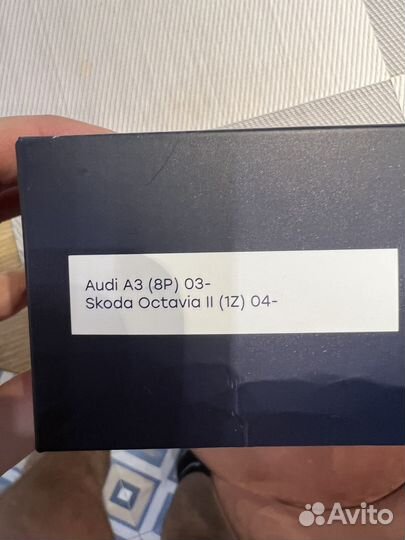 Audi A3 (8P) 03-
Skoda Octavia II (1Z) 04-
Avito